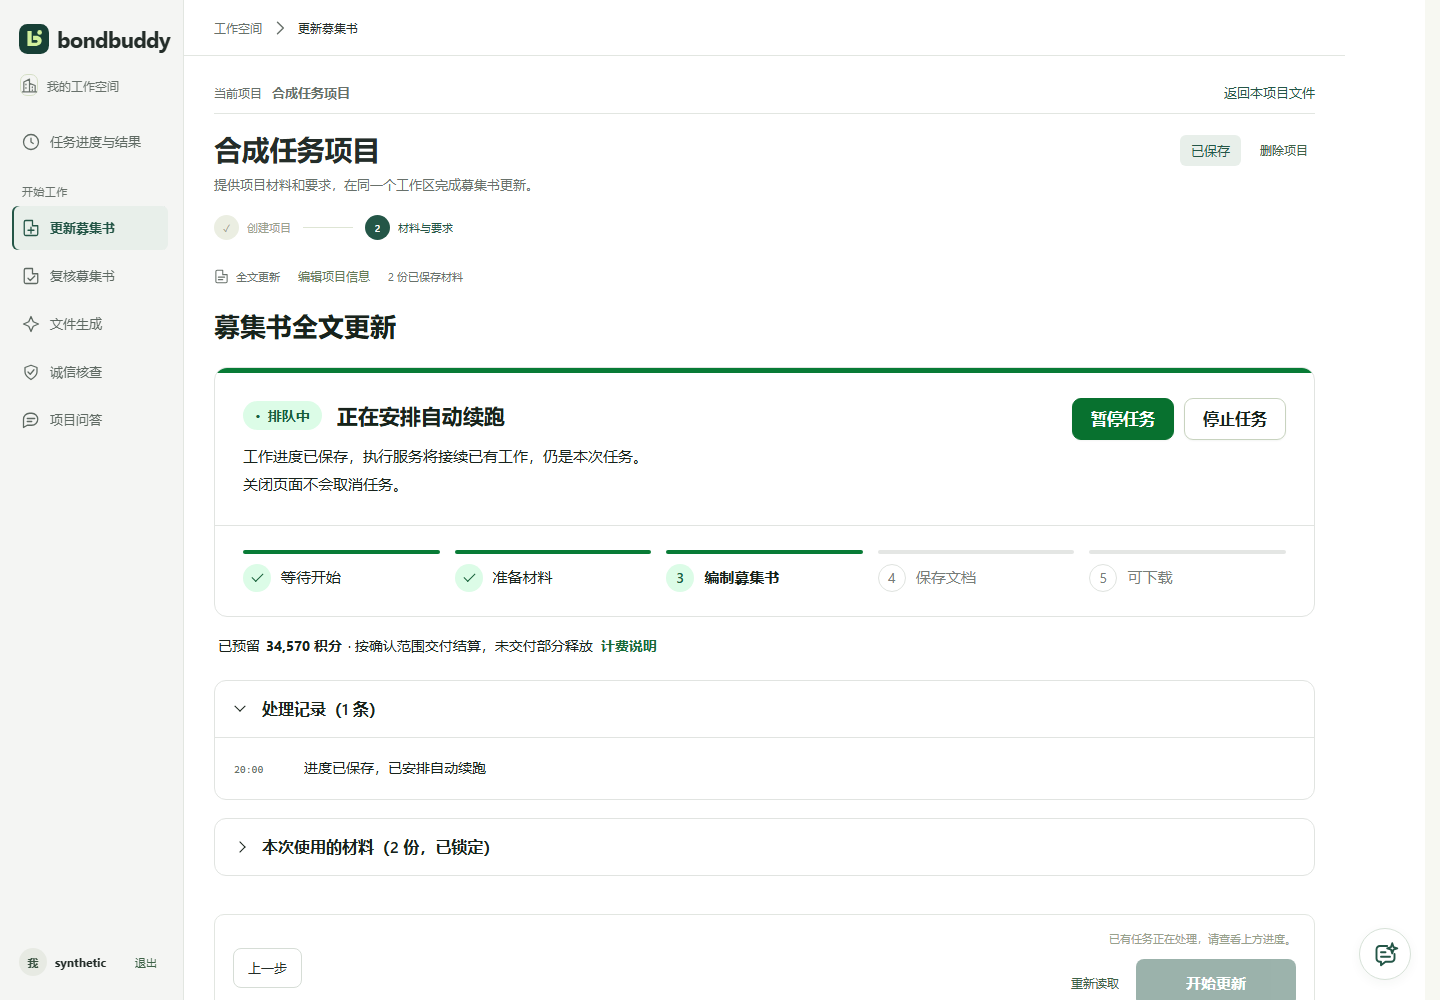 bondbuddy
我的工作空间
任务进度与结果
开始工作
更新募集书
复核募集书
文件生成
诚信核查
项目问答
我 synthetic 退出
工作空间 更新募集书
当前项目 合成任务项目 返回本项目文件
合成任务项目 已保存 删除项目
提供项目材料和要求，在同一个工作区完成募集书更新。
✓ 创建项目 2 材料与要求
全文更新 编辑项目信息 2 份已保存材料
募集书全文更新
· 排队中 正在安排自动续跑 暂停任务 停止任务
工作进度已保存，执行服务将接续已有工作，仍是本次任务。
关闭页面不会取消任务。
等待开始 准备材料 3 编制募集书 4 保存文档 5 可下载
已预留 34,570 积分 · 按确认范围交付结算，未交付部分释放 计费说明
处理记录（1 条）
20:00 进度已保存，已安排自动续跑
本次使用的材料（2 份，已锁定）
已有任务正在处理，请查看上方进度。
上一步 重新读取 开始更新